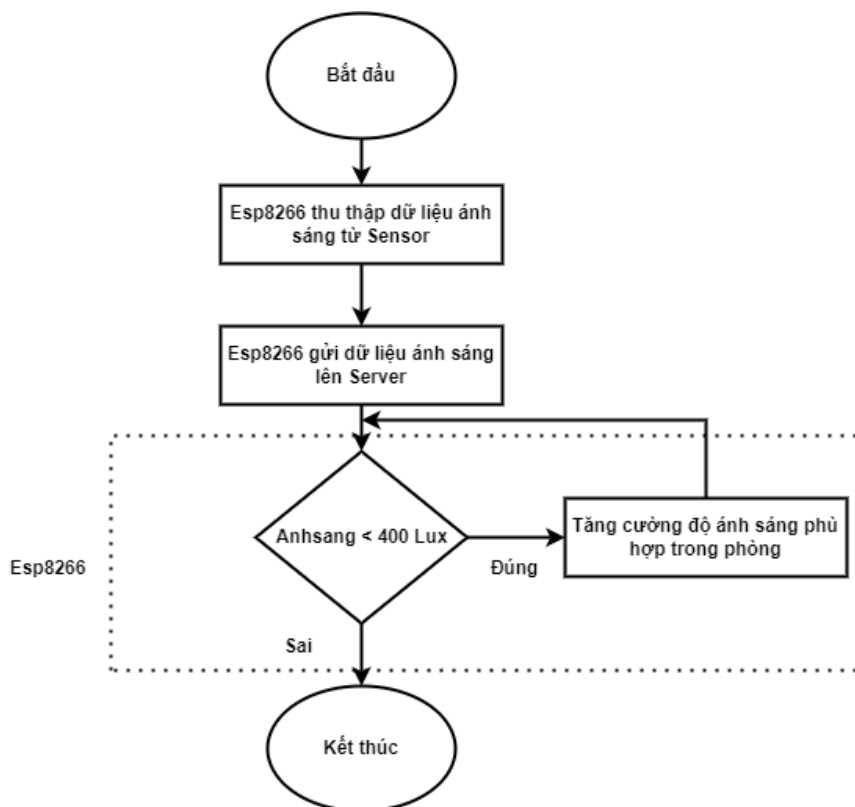 Bắt đầu
Esp8266 thu thập dữ liệu ánh
sáng từ Sensor
Esp8266 gửi dữ liệu ánh sáng
lên Server
Anhsang < 400 Lux
Tăng cường độ ánh sáng phù
hợp trong phòng
Đúng
Esp8266
Sai
Kết thúc